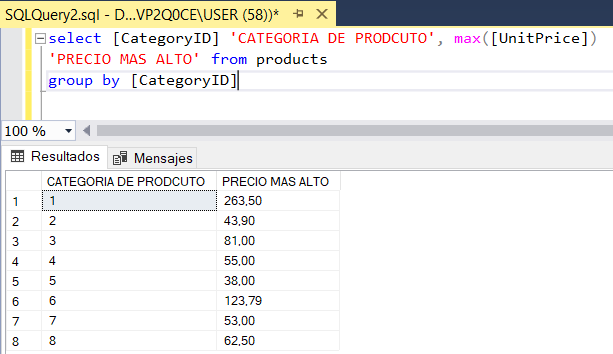 SQLQuery2.sql - D...VP2Q0CE\USER (58))*
select [CategoryID] 'CATEGORIA DE PRODCUTO', max([UnitPrice])
'PRECIO MAS ALTO' from products
group by [CategoryID]
100 %
Resultados Mensajes
CATEGORIA DE PRODCUTO PRECIO MAS ALTO
1 1 263,50
2 2 43,90
3 3 81,00
4 4 55,00
5 5 38,00
6 6 123,79
7 7 53,00
8 8 62,50